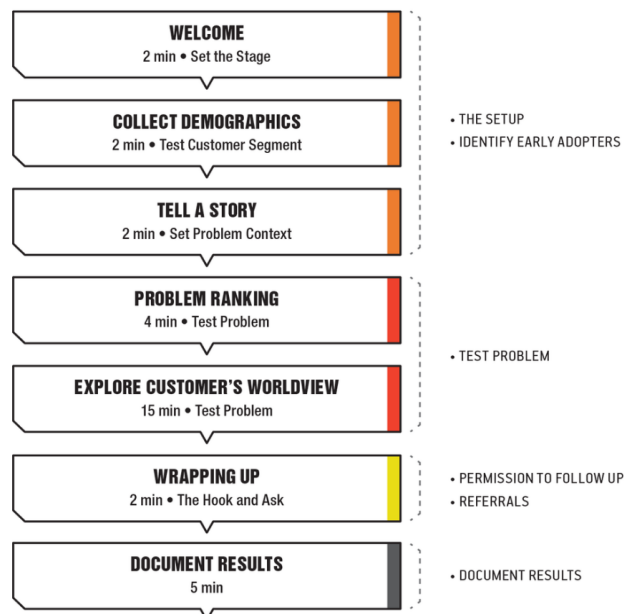 WELCOME
2 min • Set the Stage
COLLECT DEMOGRAPHICS
2 min • Test Customer Segment
TELL A STORY
2 min • Set Problem Context
• THE SETUP
• IDENTIFY EARLY ADOPTERS
PROBLEM RANKING
4 min • Test Problem
EXPLORE CUSTOMER'S WORLDVIEW
15 min • Test Problem
• TEST PROBLEM
WRAPPING UP
2 min • The Hook and Ask
• PERMISSION TO FOLLOW UP
• REFERRALS
DOCUMENT RESULTS
5 min
• DOCUMENT RESULTS